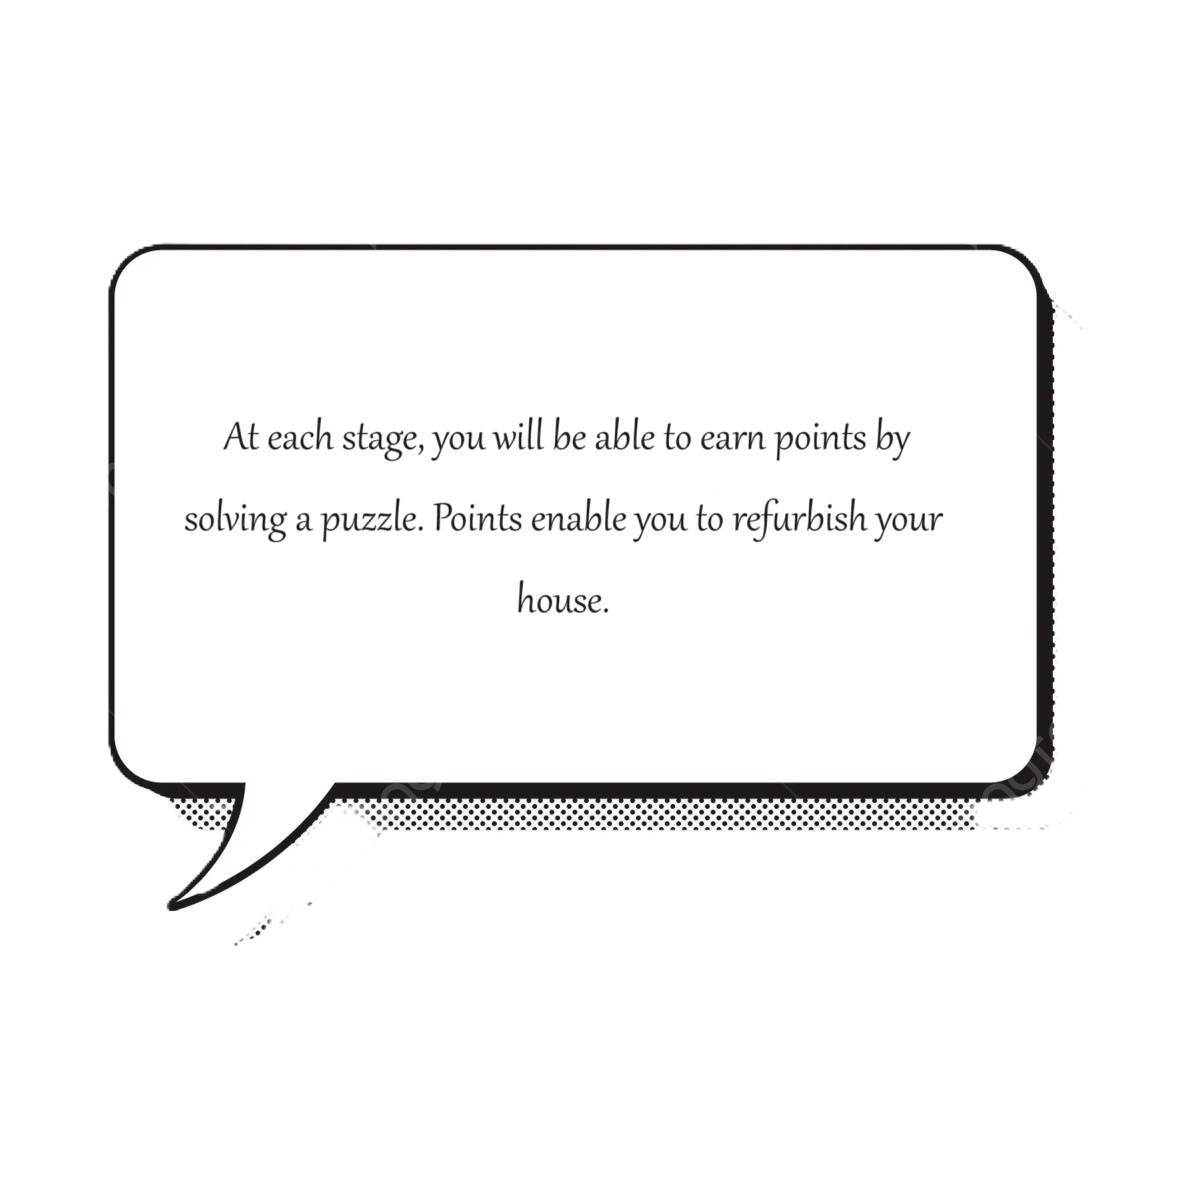 At each stage, you will be able to earn points by
solving a puzzle. Points enable you to refurbish your
house.